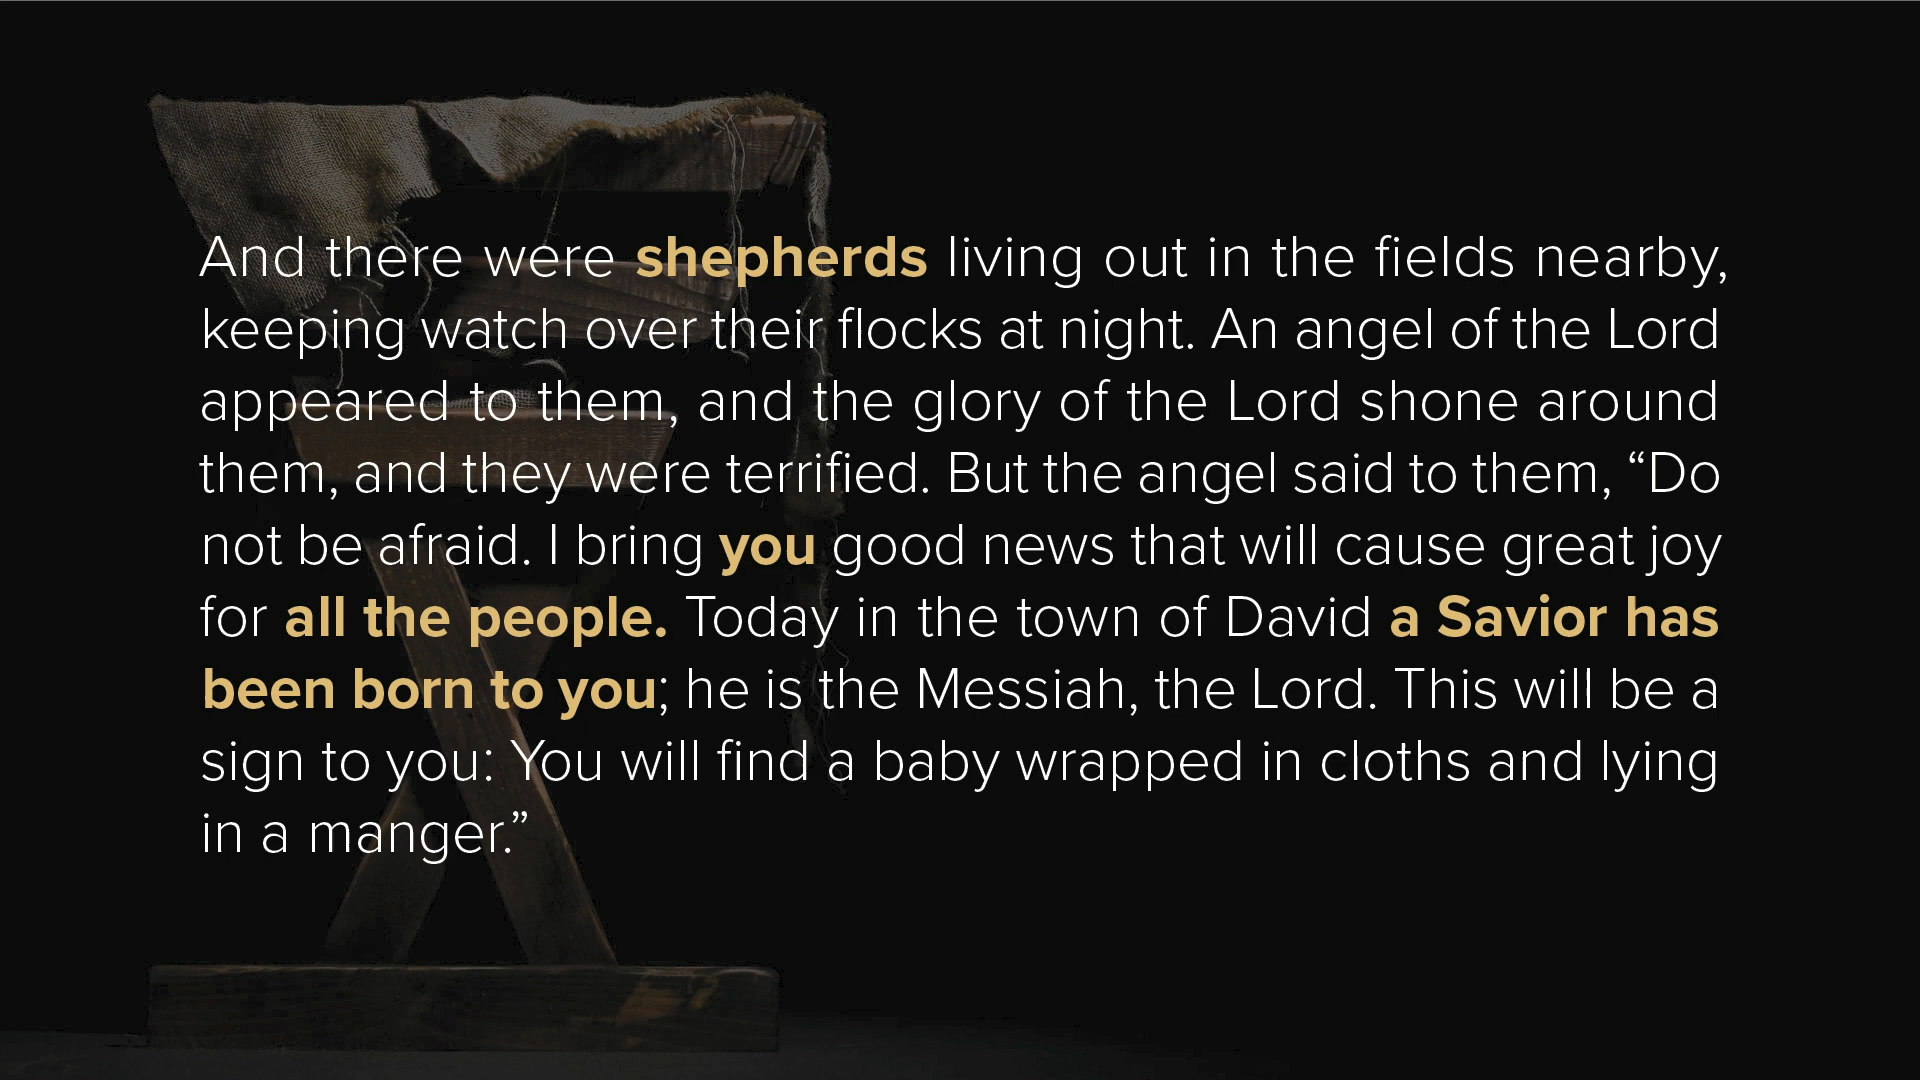 And there were shepherds living out in the fields nearby,
keeping watch over their flocks at night. An angel of the Lord
appeared to them, and the glory of the Lord shone around
them, and they were terrified. But the angel said to them, “Do
not be afraid. I bring you good news that will cause great joy
for all the people. Today in the town of David a Savior has
been born to you; he is the Messiah, the Lord. This will be a
sign to you: You will find a baby wrapped in cloths and lying
in a manger.”